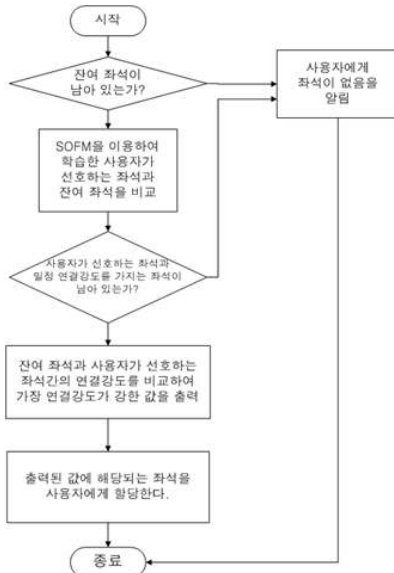 시작
잔여 좌석이
남아 있는가?
사용자에게
좌석이 없음을
알림
SOFM을 이용하여
학습한 사용자가
선호하는 좌석과
잔여 좌석을 비교
사용자가 선호하는 좌석과
일정 연결강도를 가지는 좌석이
남아 있는가?
잔여 좌석과 사용자가 선호하는
좌석간의 연결강도를 비교하여
가장 연결강도가 강한 값을 출력
출력된 값에 해당되는 좌석을
사용자에게 할당한다.
종료